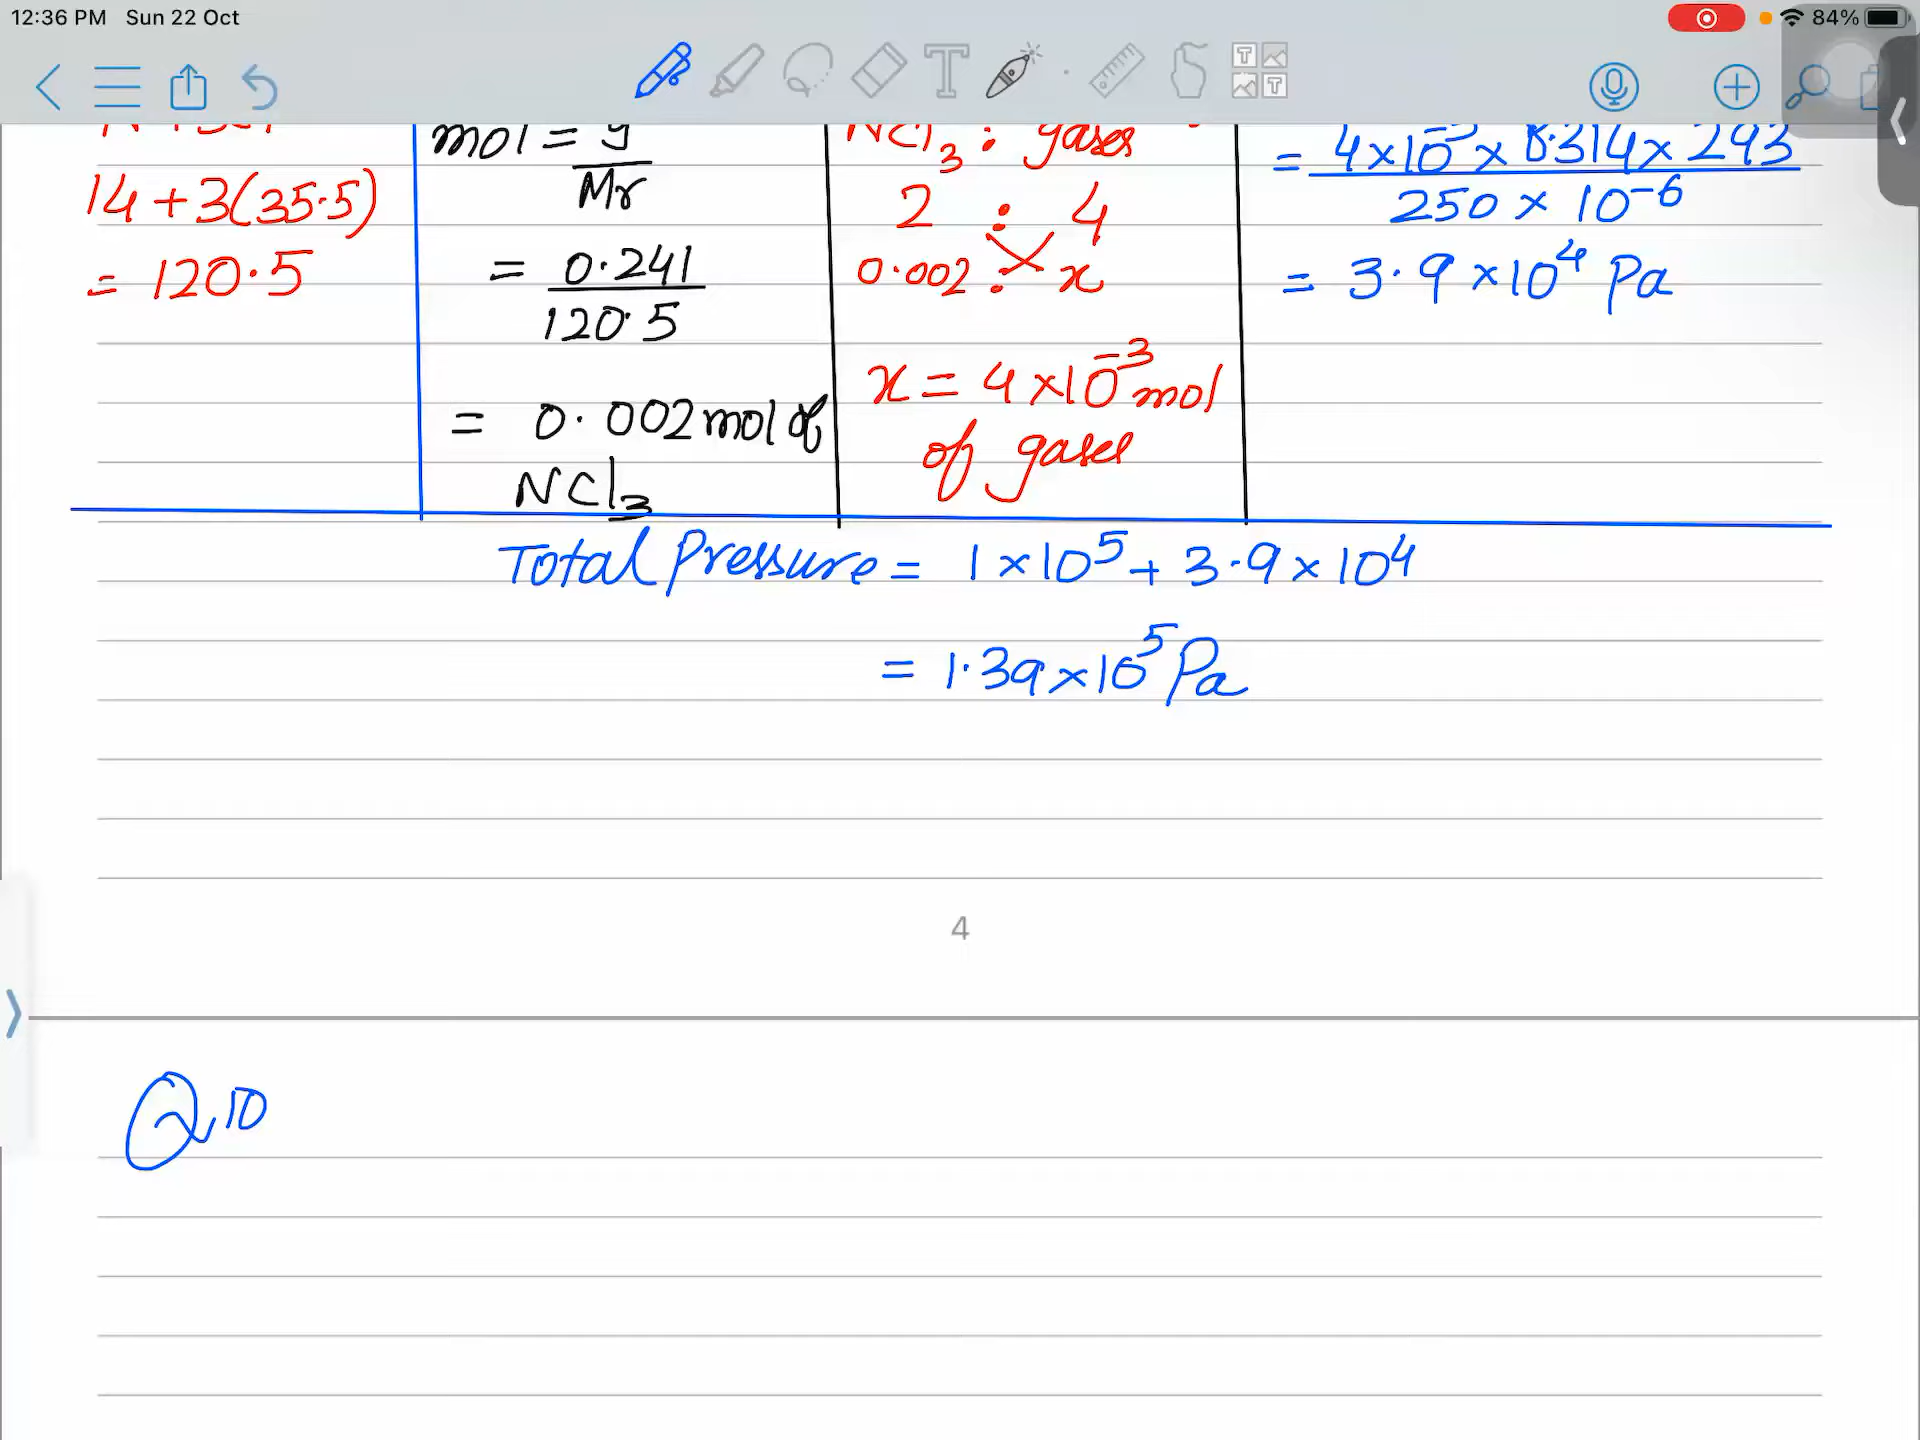 12:36 PM Sun 22 Oct
84%
14 + 3(35.5)
= 120.5
mol = g
Mr
= 0.241
120.5
= 0.002 mol of
NCl3
NCl3 : gases
2 : 4
0.002 : x
x = 4×10⁻³ mol
of gases
= 4×10⁻³ × 8.314 × 293
250 × 10⁻⁶
= 3.9 ×10⁴ Pa
Total Pressure = 1×10⁵ + 3.9×10⁴
= 1.39×10⁵ Pa
4
Q.10